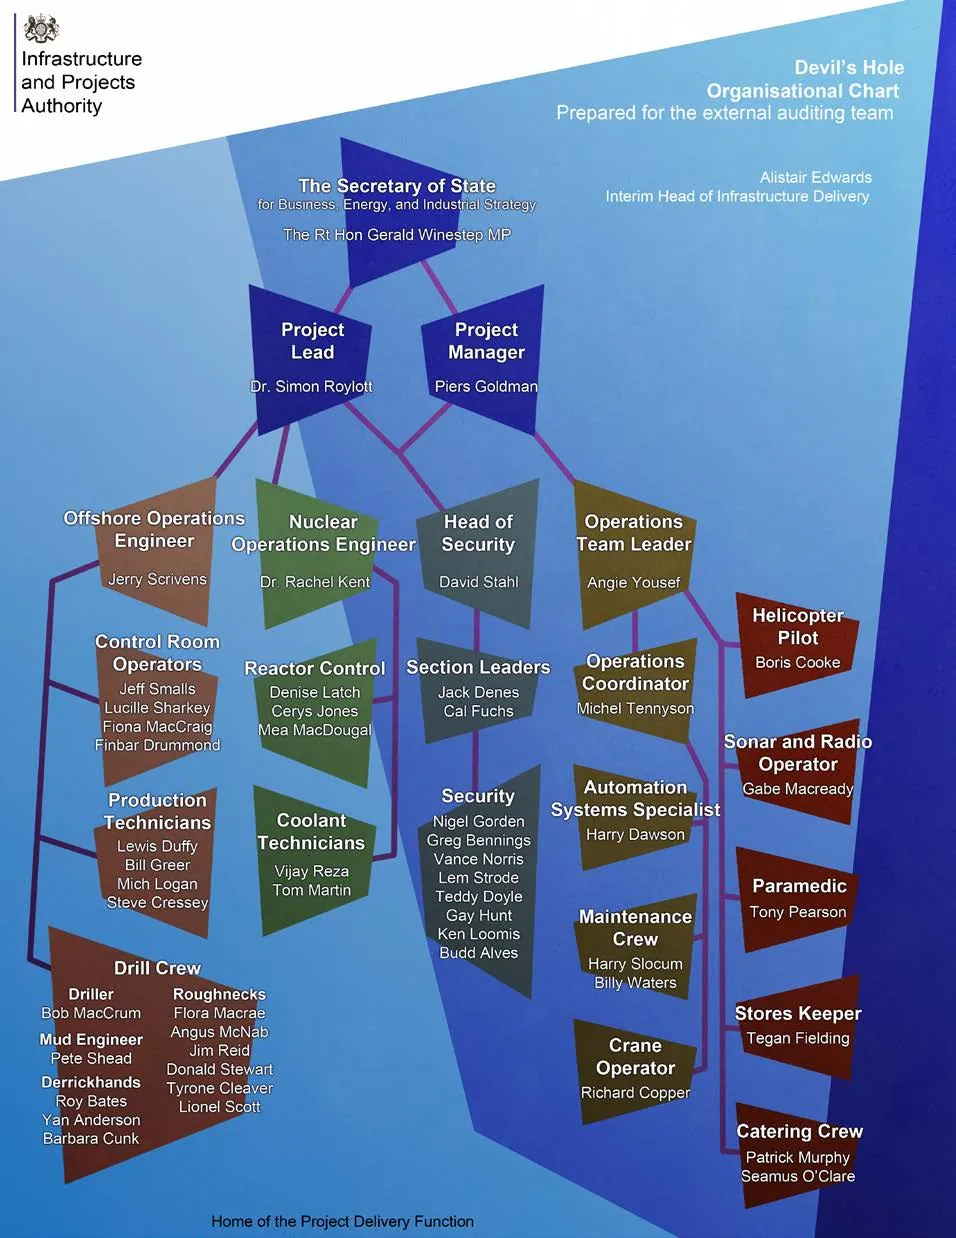 Infrastructure
and Projects
Authority
Devil's Hole
Organisational Chart
Prepared for the external auditing team
Alistair Edwards
Interim Head of Infrastructure Delivery
The Secretary of State
for Business, Energy, and Industrial Strategy
The Rt Hon Gerald Winestep MP
Project
Lead
Dr. Simon Roylott
Project
Manager
Piers Goldman
Offshore Operations
Engineer
Jerry Scrivens
Nuclear
Operations Engineer
Dr. Rachel Kent
Head of
Security
David Stahl
Operations
Team Leader
Angie Yousef
Helicopter
Pilot
Boris Cooke
Control Room
Operators
Jeff Smalls
Lucille Sharkey
Fiona MacCraig
Finbar Drummond
Reactor Control
Denise Latch
Cerys Jones
Mea MacDougal
Section Leaders
Jack Denes
Cal Fuchs
Operations
Coordinator
Michel Tennyson
Sonar and Radio
Operator
Gabe Macready
Production
Technicians
Lewis Duffy
Bill Greer
Mich Logan
Steve Cressey
Coolant
Technicians
Vijay Reza
Tom Martin
Security
Nigel Gorden
Greg Bennings
Vance Norris
Lem Strode
Teddy Doyle
Gay Hunt
Ken Loomis
Budd Alves
Automation
Systems Specialist
Harry Dawson
Paramedic
Tony Pearson
Maintenance
Crew
Harry Slocum
Billy Waters
Drill Crew
Driller
Bob MacCrum
Mud Engineer
Pete Shead
Derrickhands
Roy Bates
Yan Anderson
Barbara Cunk
Roughnecks
Flora Macrae
Angus McNab
Jim Reid
Donald Stewart
Tyrone Cleaver
Lionel Scott
Crane
Operator
Richard Copper
Stores Keeper
Tegan Fielding
Catering Crew
Patrick Murphy
Seamus O'Clare
Home of the Project Delivery Function